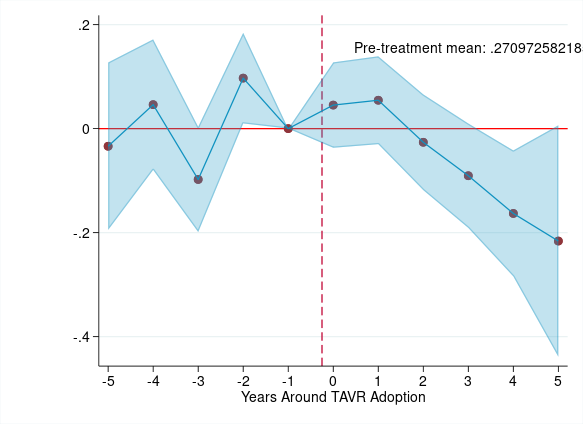 .2
Pre-treatment mean: .27097258218
0
-.2
-.4
-5 -4 -3 -2 -1 0 1 2 3 4 5
Years Around TAVR Adoption